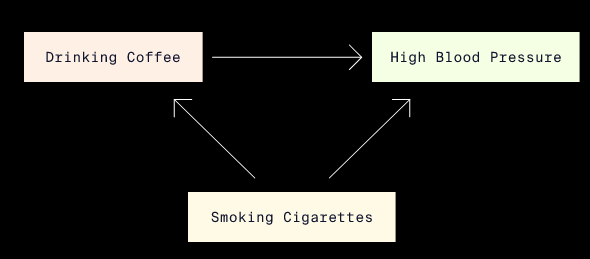 Drinking Coffee
High Blood Pressure
Smoking Cigarettes